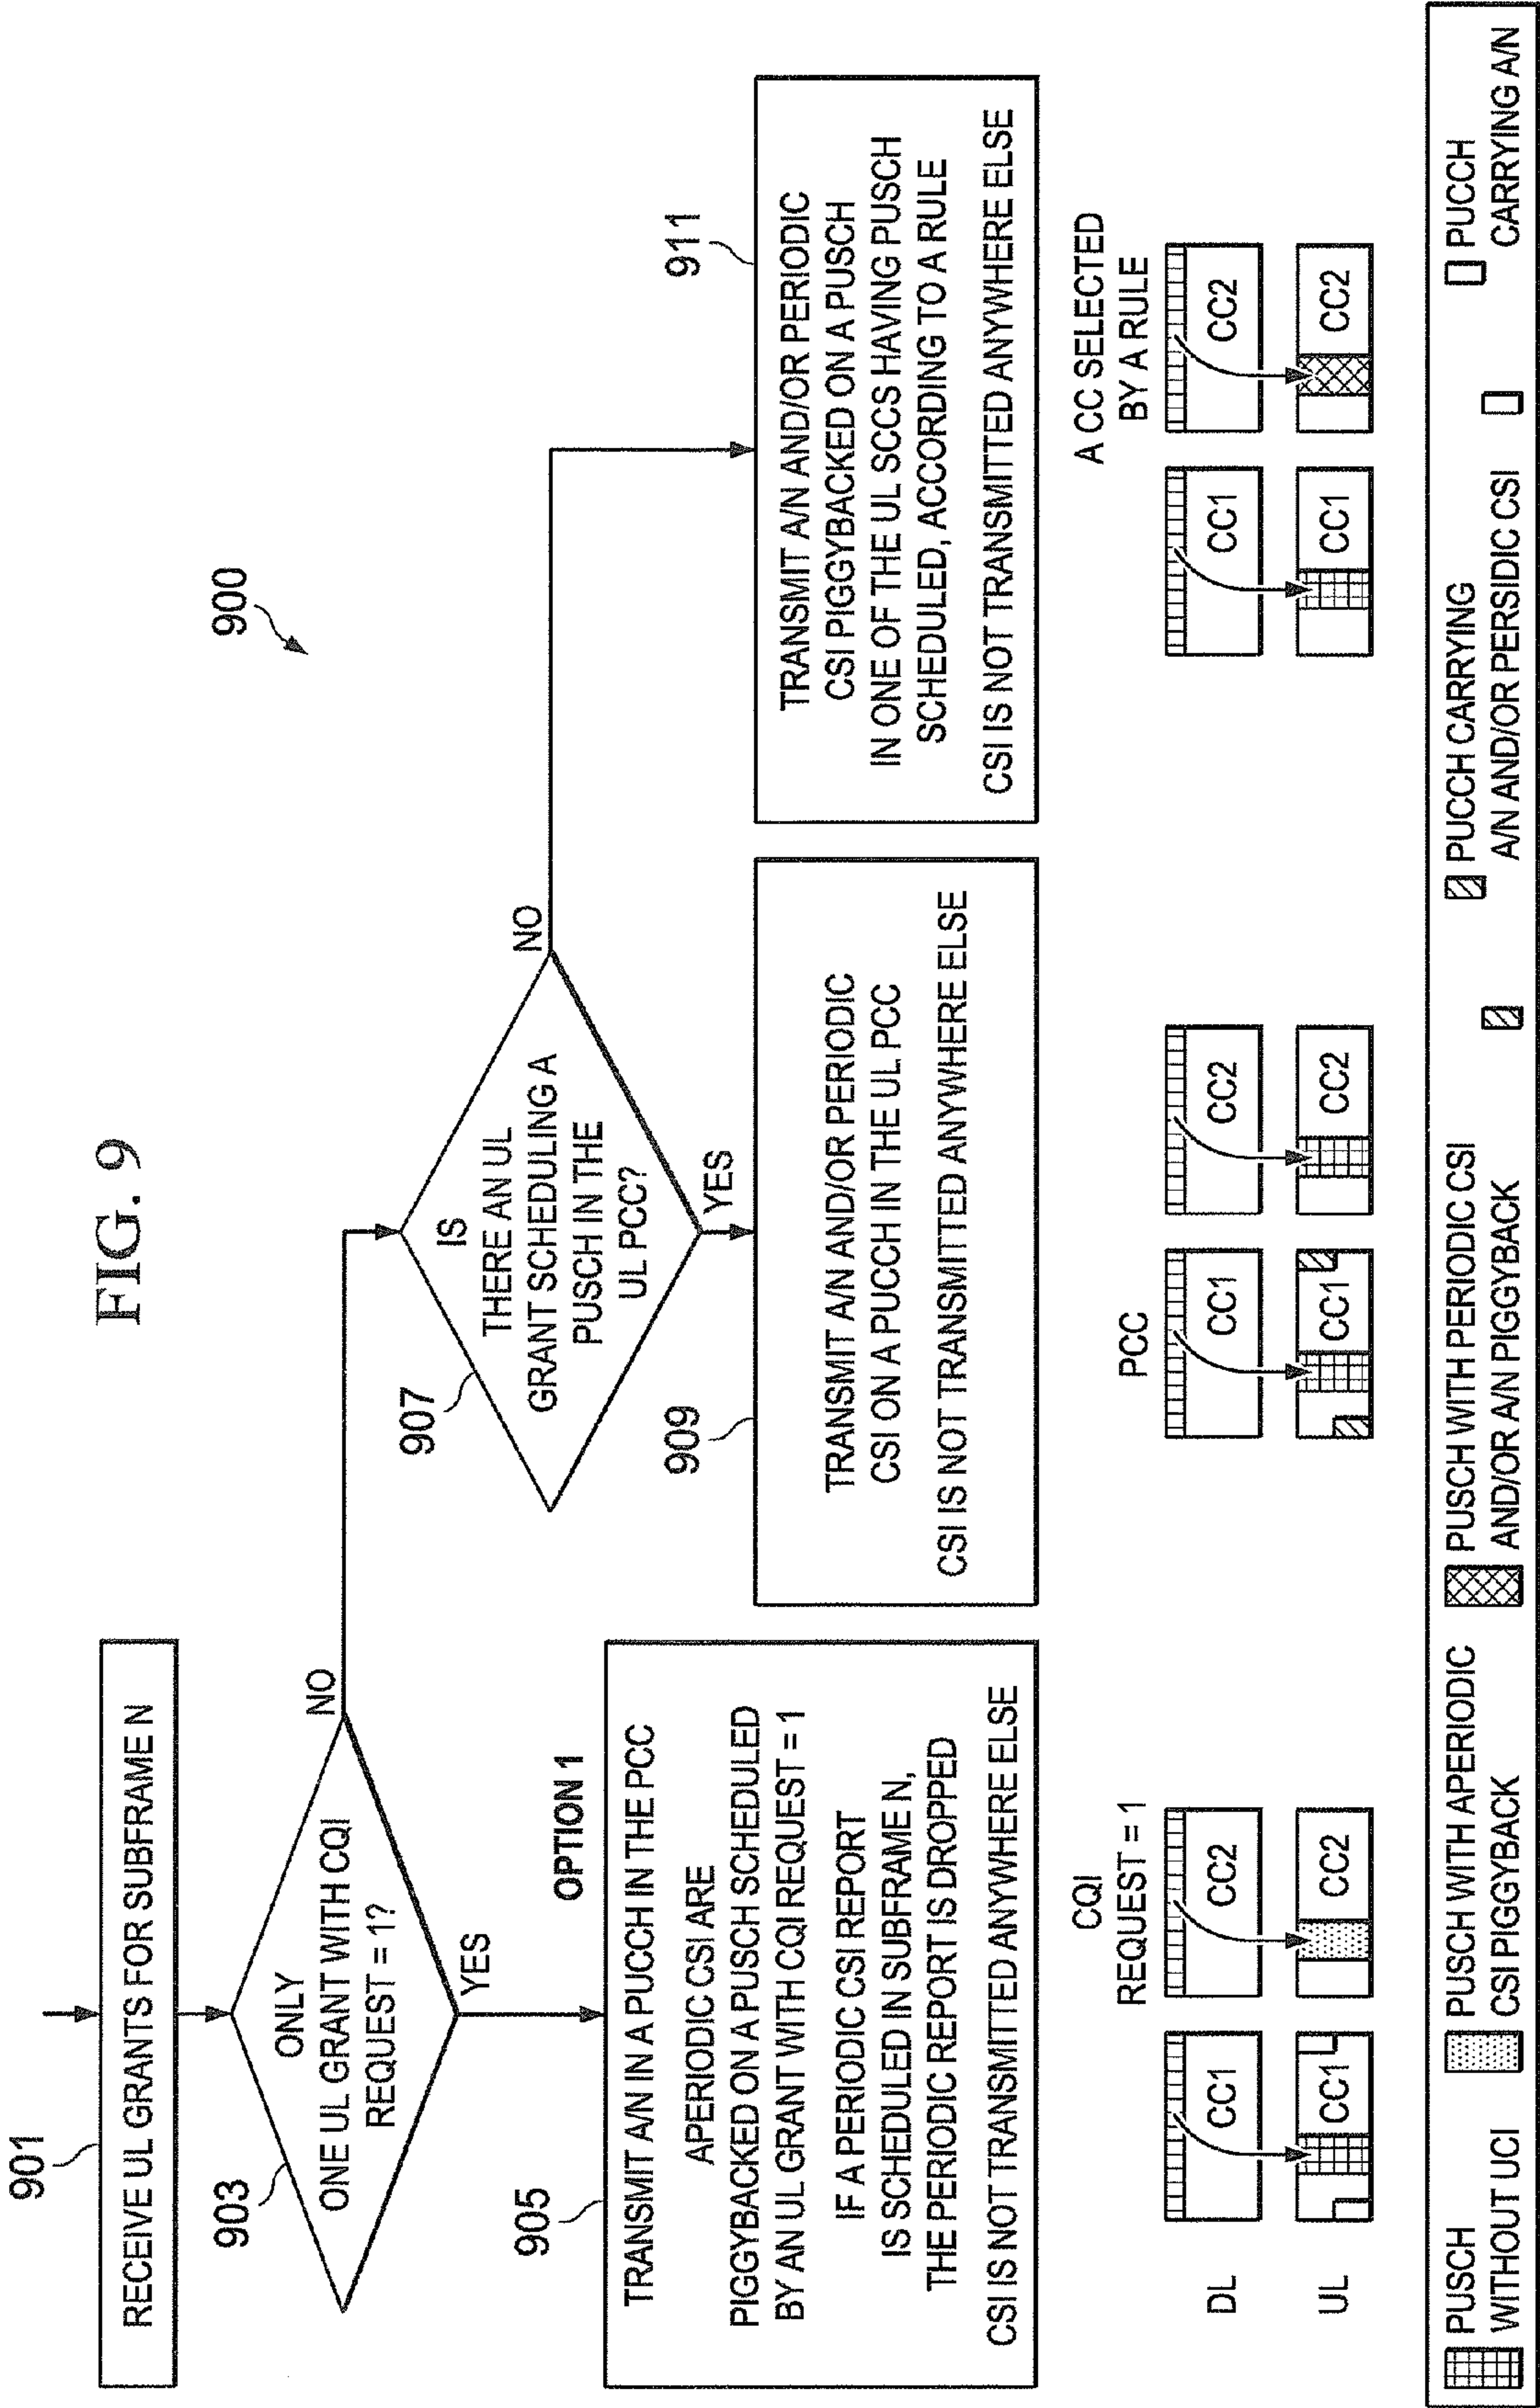 FIG. 9
900
901
RECEIVE UL GRANTS FOR SUBFRAME N
903
ONLY
ONE UL GRANT WITH CQI
REQUEST = 1?
NO
YES
907
IS
THERE AN UL
GRANT SCHEDULING A
PUSCH IN THE
UL PCC?
NO
YES
905
OPTION 1
TRANSMIT A/N IN A PUCCH IN THE PCC
APERIODIC CSI ARE
PIGGYBACKED ON A PUSCH SCHEDULED
BY AN UL GRANT WITH CQI REQUEST = 1
IF A PERIODIC CSI REPORT
IS SCHEDULED IN SUBFRAME N,
THE PERIODIC REPORT IS DROPPED
CSI IS NOT TRANSMITTED ANYWHERE ELSE
909
TRANSMIT A/N AND/OR PERIODIC
CSI ON A PUCCH IN THE UL PCC
CSI IS NOT TRANSMITTED ANYWHERE ELSE
911
TRANSMIT A/N AND/OR PERIODIC
CSI PIGGYBACKED ON A PUSCH
IN ONE OF THE UL SCCS HAVING PUSCH
SCHEDULED, ACCORDING TO A RULE
CSI IS NOT TRANSMITTED ANYWHERE ELSE
CQI
REQUEST = 1
PCC
A CC SELECTED
BY A RULE
DL
CC1
CC2
CC1
CC2
CC1
CC2
UL
CC1
CC2
CC1
CC2
CC1
CC2
PUSCH
WITHOUT UCI
PUSCH WITH APERIODIC
CSI PIGGYBACK
PUSCH WITH PERIODIC CSI
AND/OR A/N PIGGYBACK
PUCCH CARRYING
A/N AND/OR PERSIDIC CSI
PUCCH
CARRYING A/N